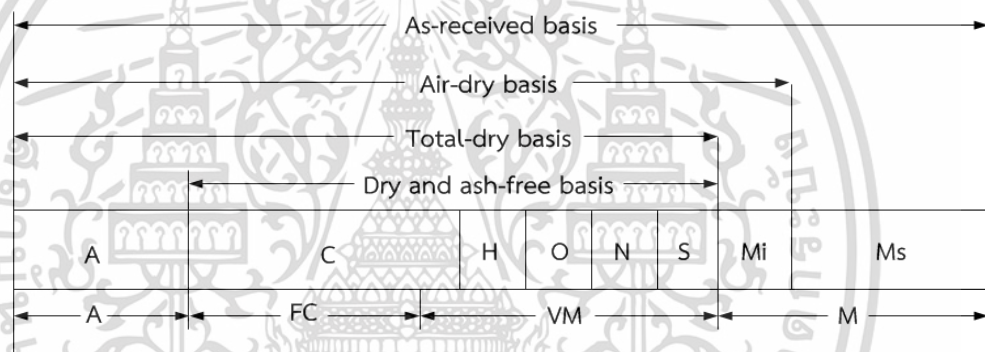 As-received basis
Air-dry basis
Total-dry basis
Dry and ash-free basis
A C H O N S Mi Ms
A FC VM M